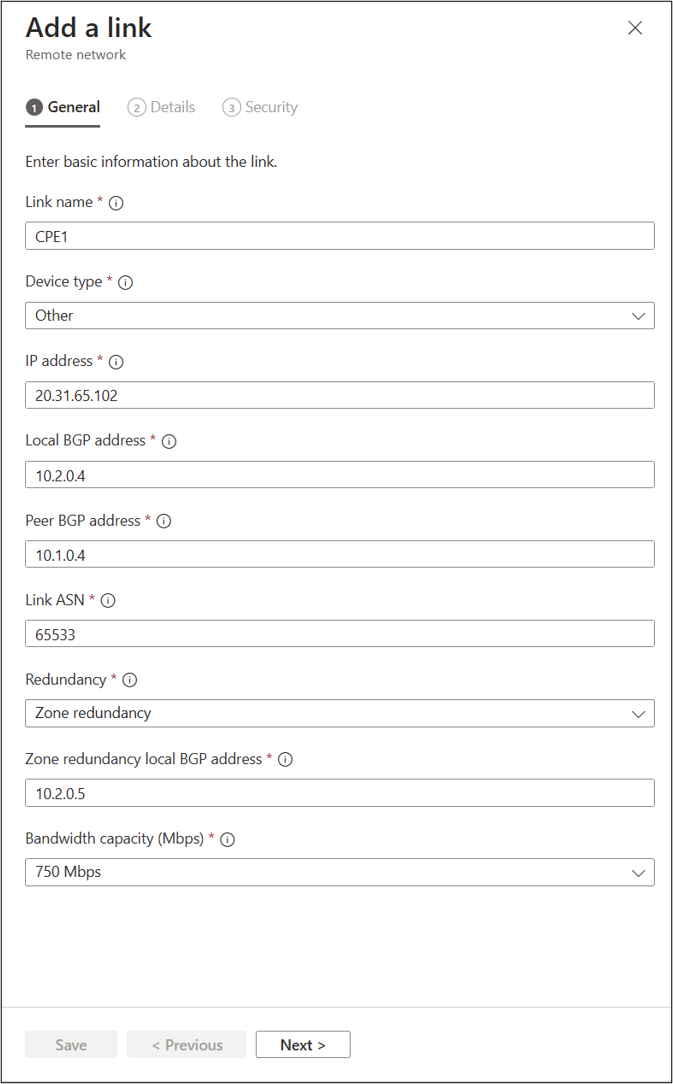 Add a link
Remote network
1 General 2 Details 3 Security
Enter basic information about the link.
Link name *
CPE1
Device type *
Other
IP address *
20.31.65.102
Local BGP address *
10.2.0.4
Peer BGP address *
10.1.0.4
Link ASN *
65533
Redundancy *
Zone redundancy
Zone redundancy local BGP address *
10.2.0.5
Bandwidth capacity (Mbps) *
750 Mbps
Save < Previous Next >